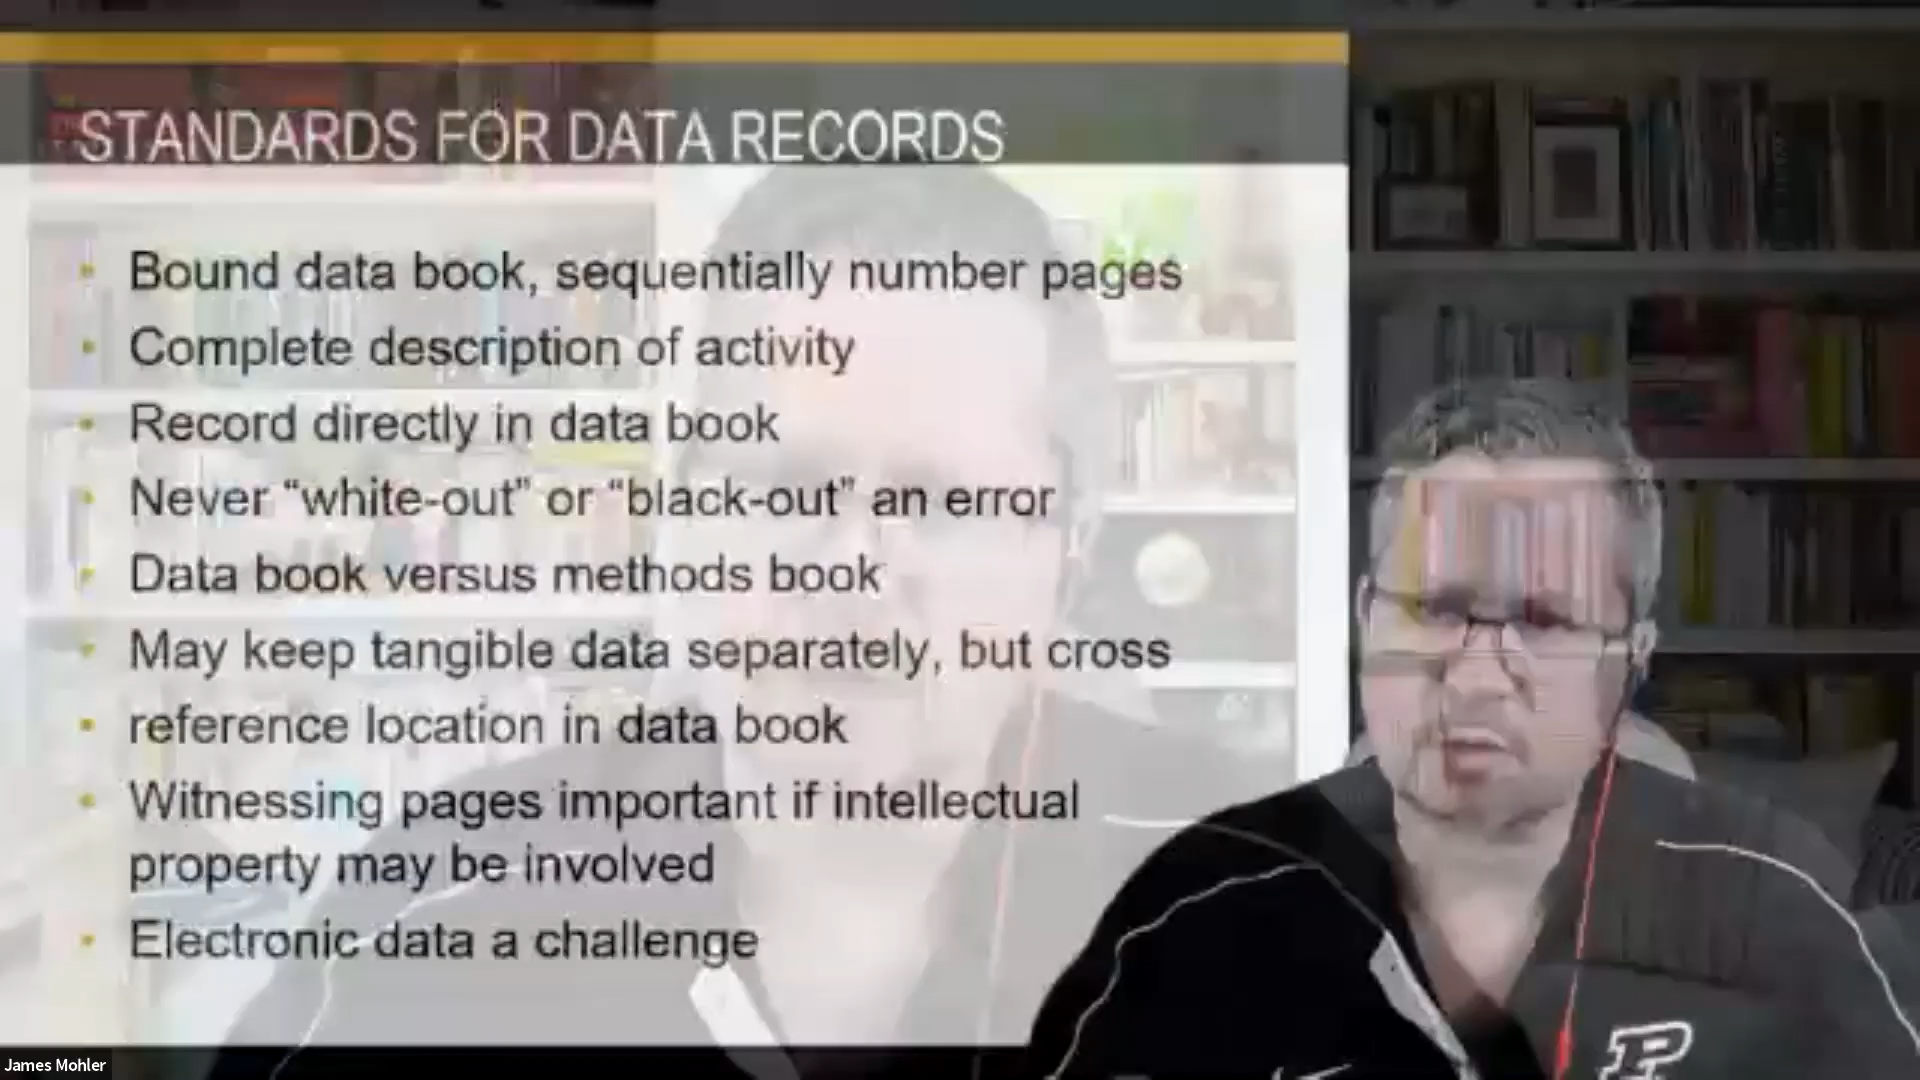 STANDARDS FOR DATA RECORDS
Bound data book, sequentially number pages
Complete description of activity
Record directly in data book
Never “white-out” or “black-out” an error
Data book versus methods book
May keep tangible data separately, but cross
reference location in data book
Witnessing pages important if intellectual
property may be involved
Electronic data a challenge
P
James Mohler